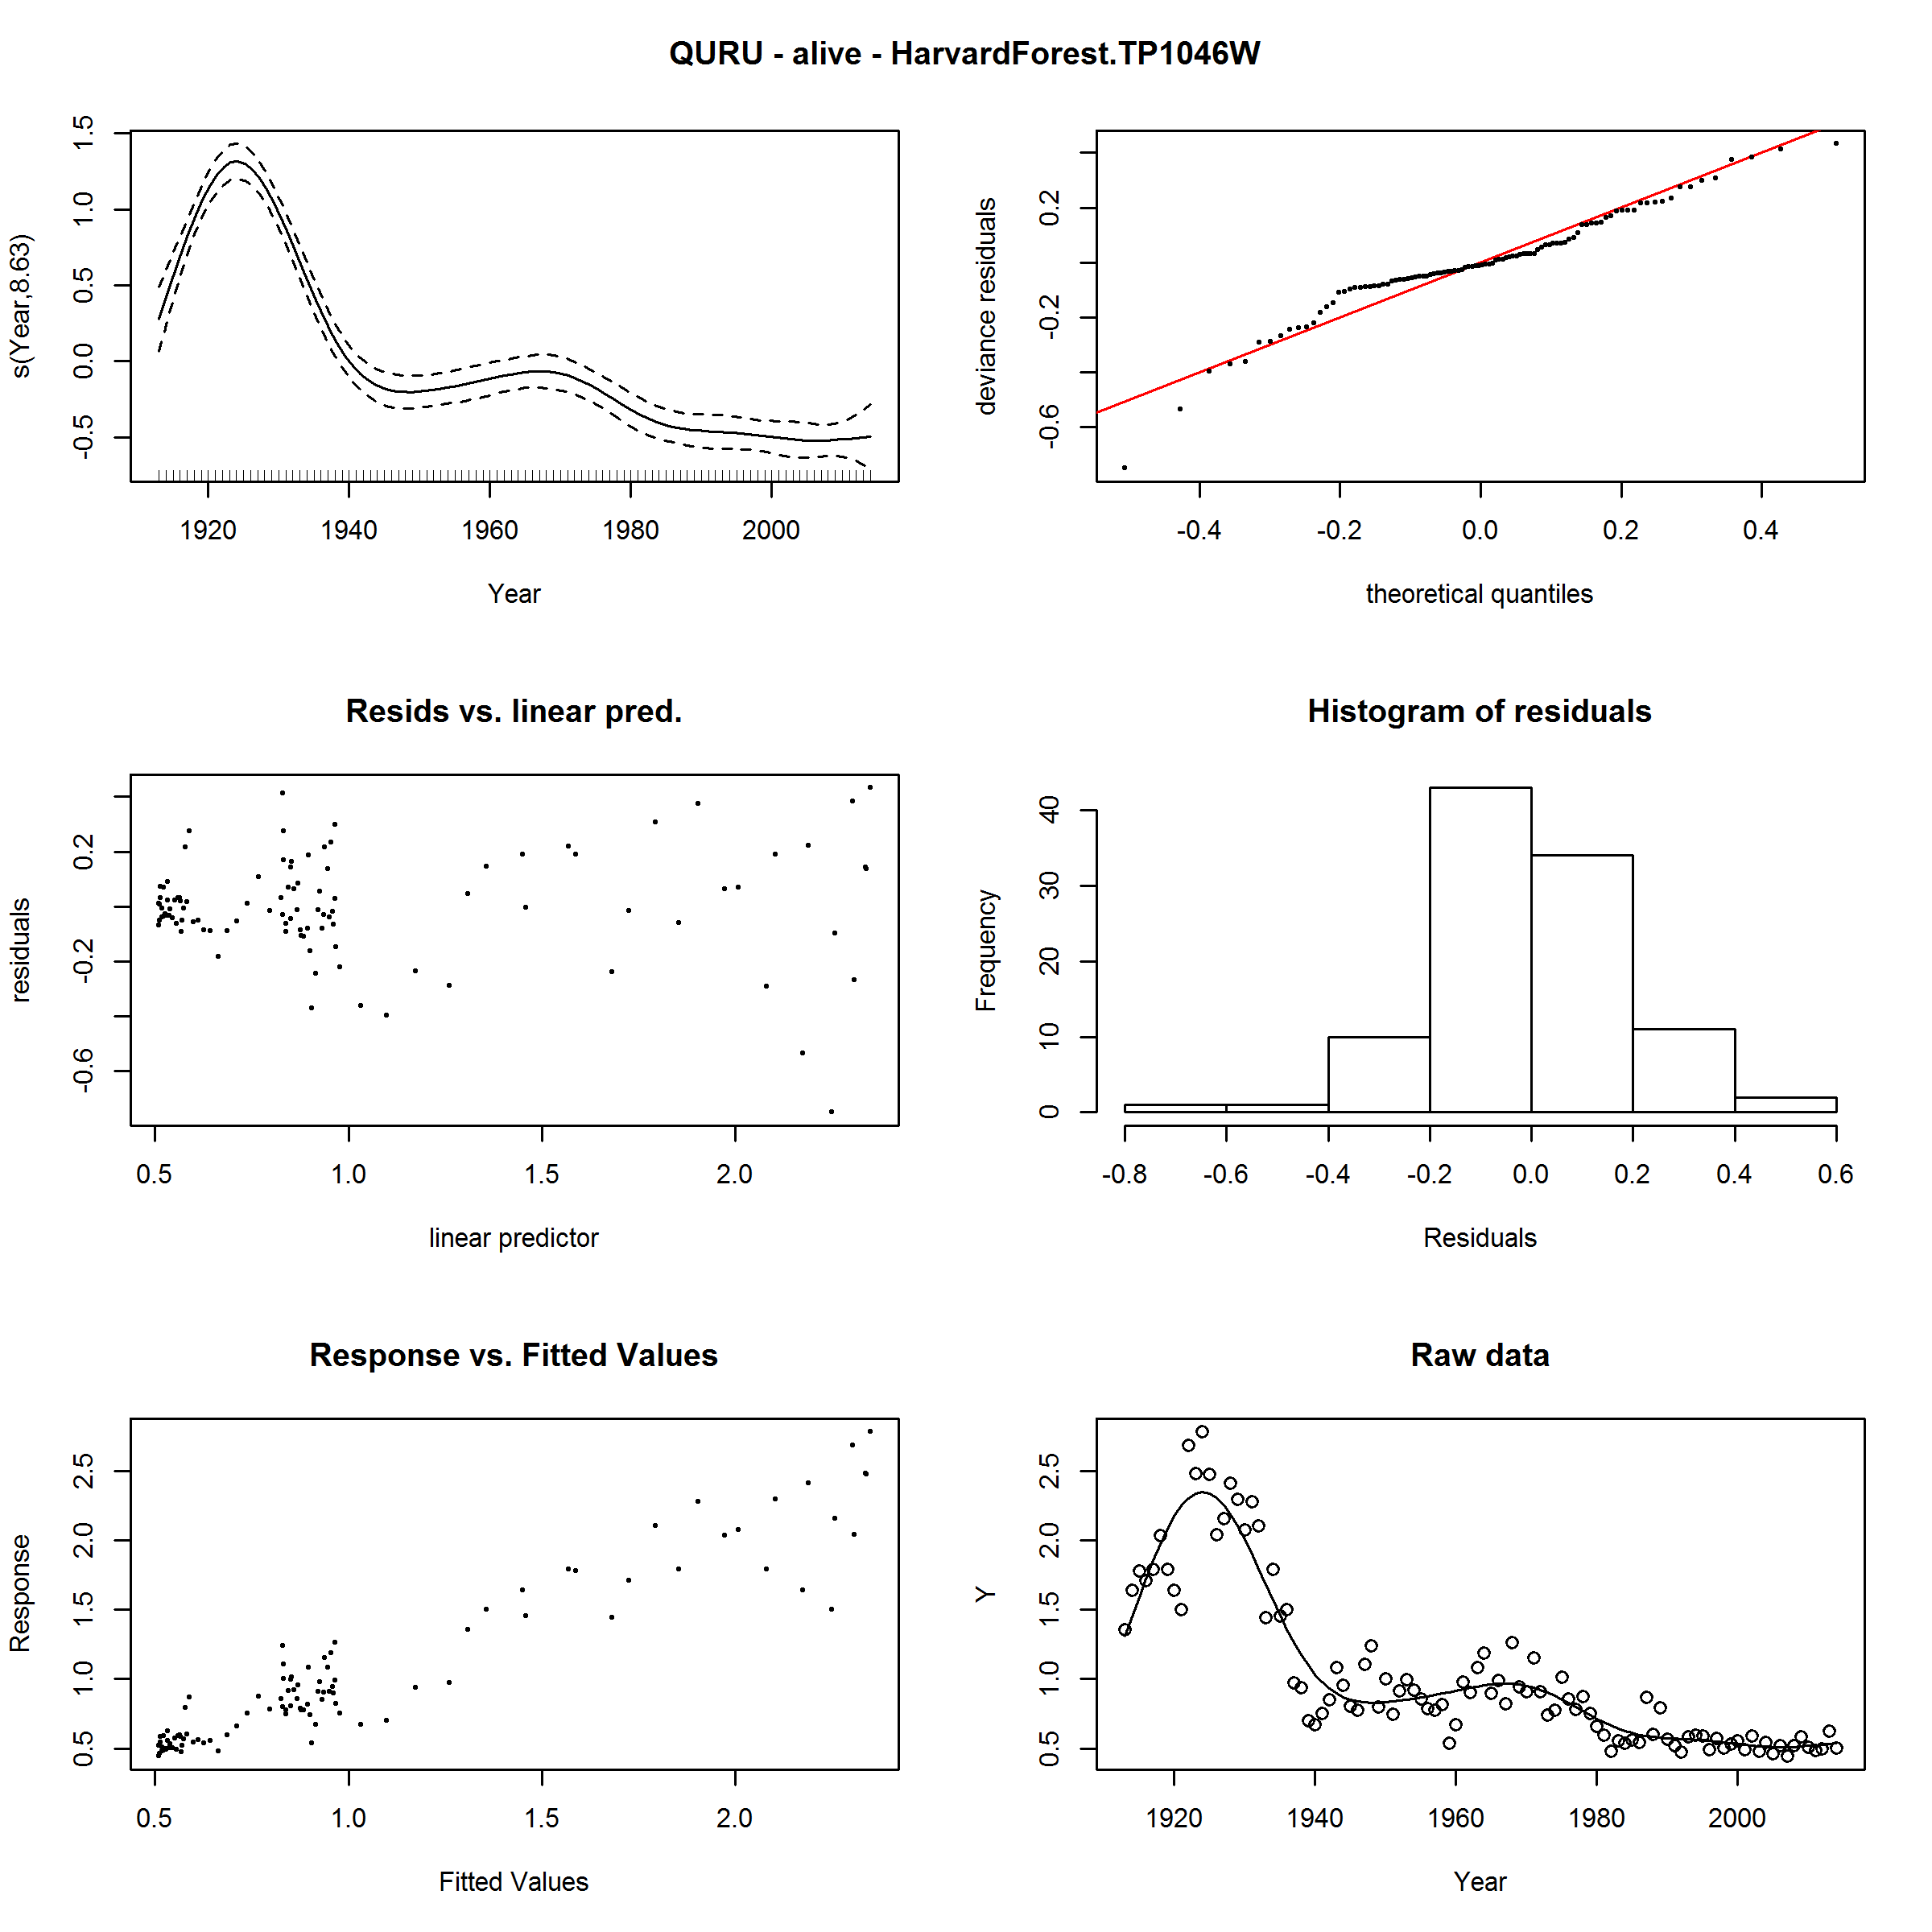 QURU - alive - HarvardForest.TP1046W
s(Year,8.63)
-0.5 0.0 0.5 1.0 1.5
1920 1940 1960 1980 2000
Year
deviance residuals
-0.6 -0.2 0.2
-0.4 -0.2 0.0 0.2 0.4
theoretical quantiles
Resids vs. linear pred.
residuals
-0.6 -0.2 0.2
0.5 1.0 1.5 2.0
linear predictor
Histogram of residuals
Frequency
0 10 20 30 40
-0.8 -0.6 -0.4 -0.2 0.0 0.2 0.4 0.6
Residuals
Response vs. Fitted Values
Response
0.5 1.0 1.5 2.0 2.5
0.5 1.0 1.5 2.0
Fitted Values
Raw data
Y
0.5 1.0 1.5 2.0 2.5
1920 1940 1960 1980 2000
Year